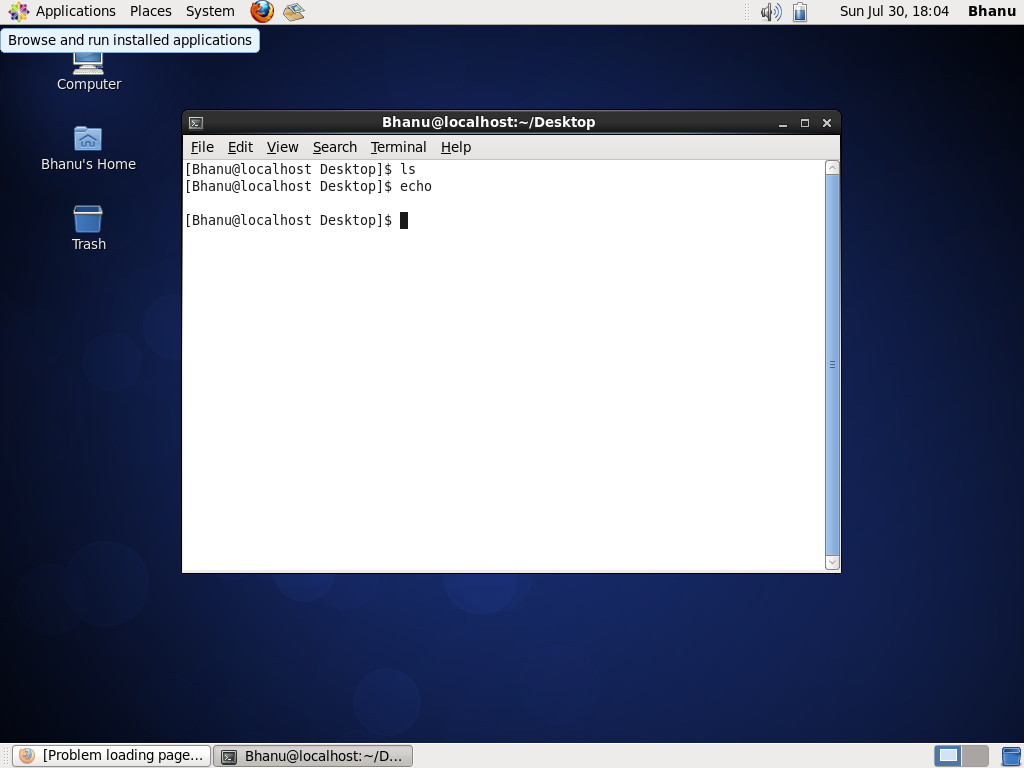 Applications Places System Sun Jul 30, 18:04 Bhanu
Browse and run installed applications
Computer
Bhanu's Home
Trash
Bhanu@localhost:~/Desktop
File Edit View Search Terminal Help
[Bhanu@localhost Desktop]$ ls
[Bhanu@localhost Desktop]$ echo
[Bhanu@localhost Desktop]$
[Problem loading page... Bhanu@localhost:~/D...